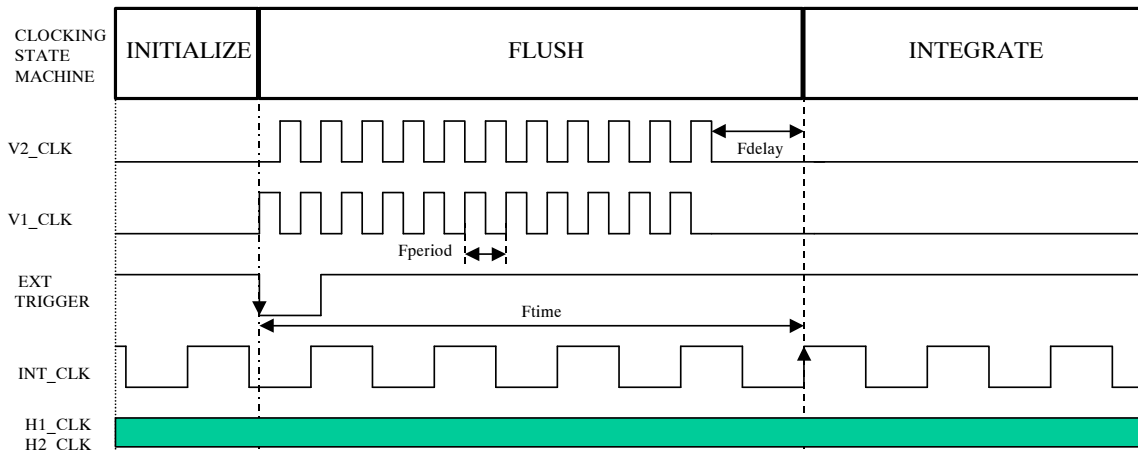 CLOCKING
STATE
MACHINE
INITIALIZE
FLUSH
INTEGRATE
V2_CLK
Fdelay
V1_CLK
Fperiod
EXT
TRIGGER
Ftime
INT_CLK
H1_CLK
H2_CLK